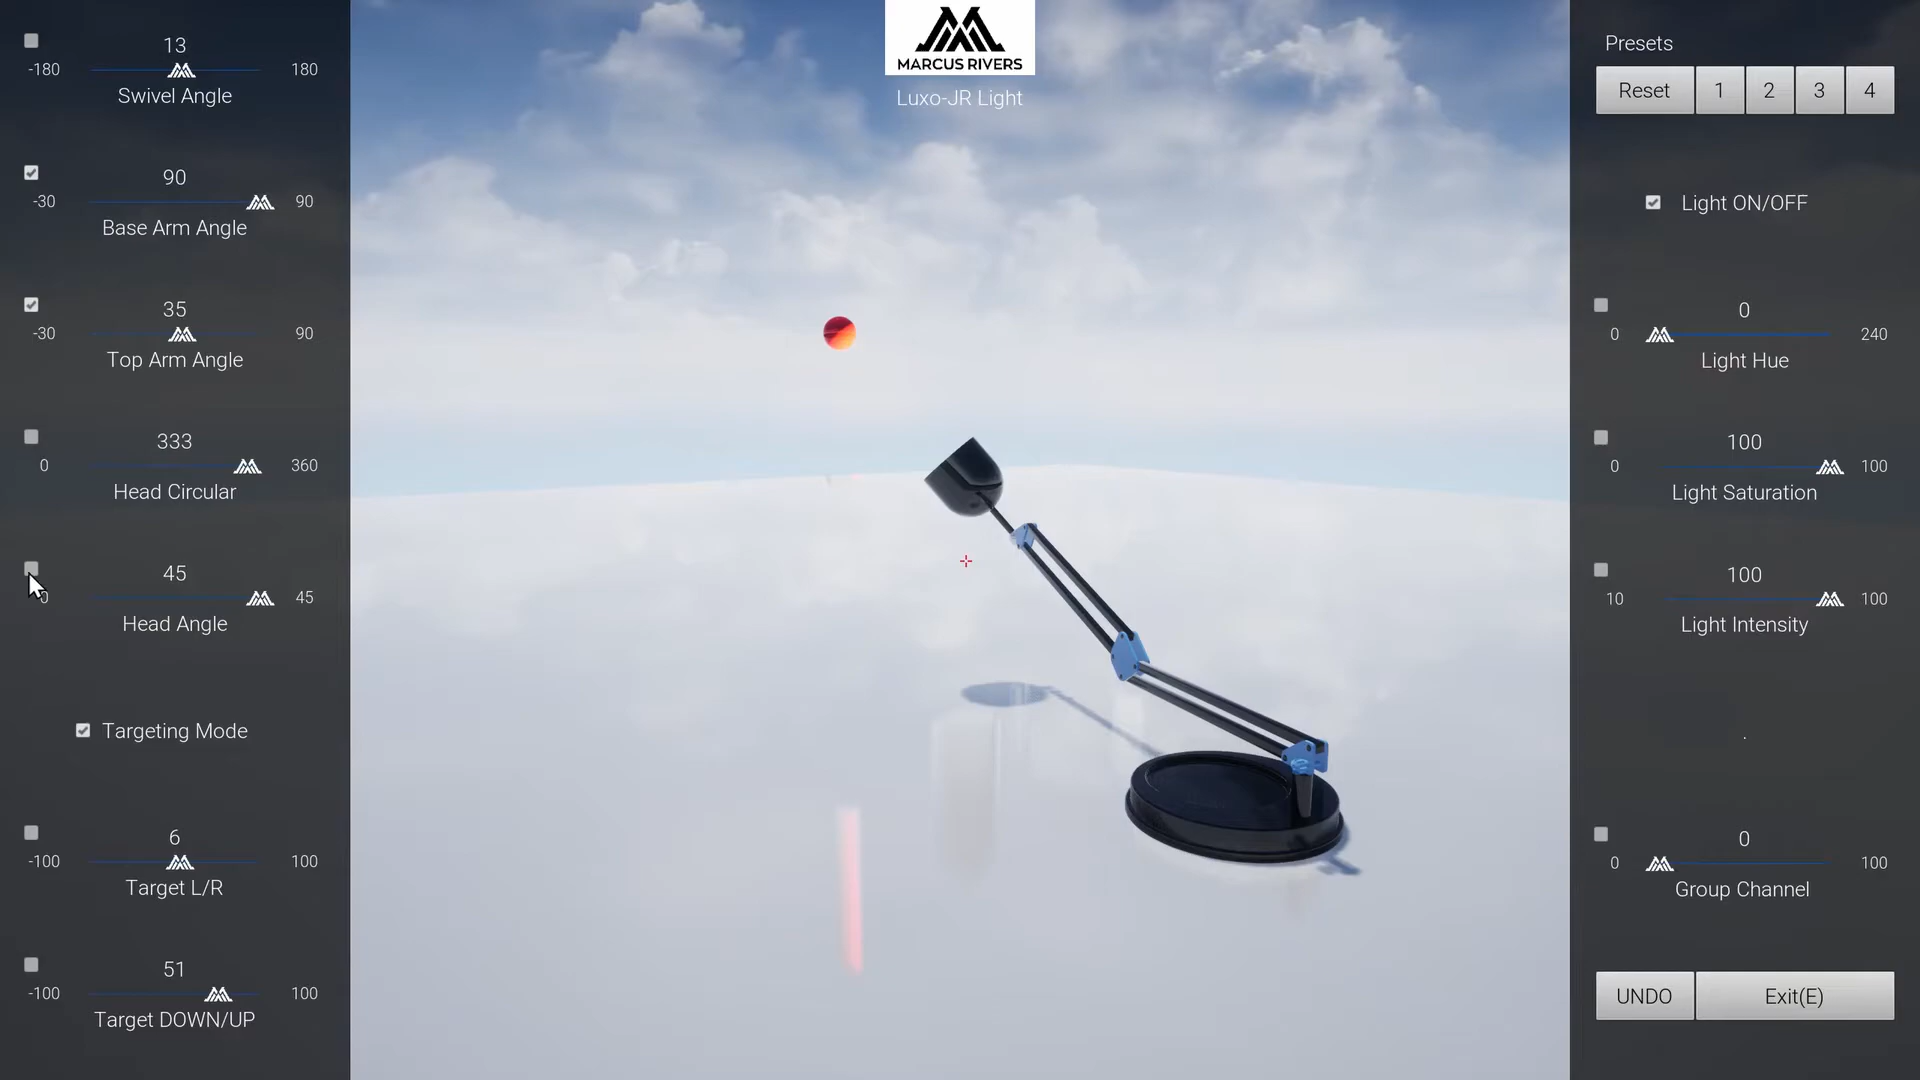 13
-180 180
Swivel Angle
90
-30 90
Base Arm Angle
35
-30 90
Top Arm Angle
333
0 360
Head Circular
45
0 45
Head Angle
Targeting Mode
6
-100 100
Target L/R
51
-100 100
Target DOWN/UP
MARCUS RIVERS
Luxo-JR Light
Presets
Reset 1 2 3 4
Light ON/OFF
0
0 240
Light Hue
100
0 100
Light Saturation
100
10 100
Light Intensity
.
0
0 100
Group Channel
UNDO Exit(E)